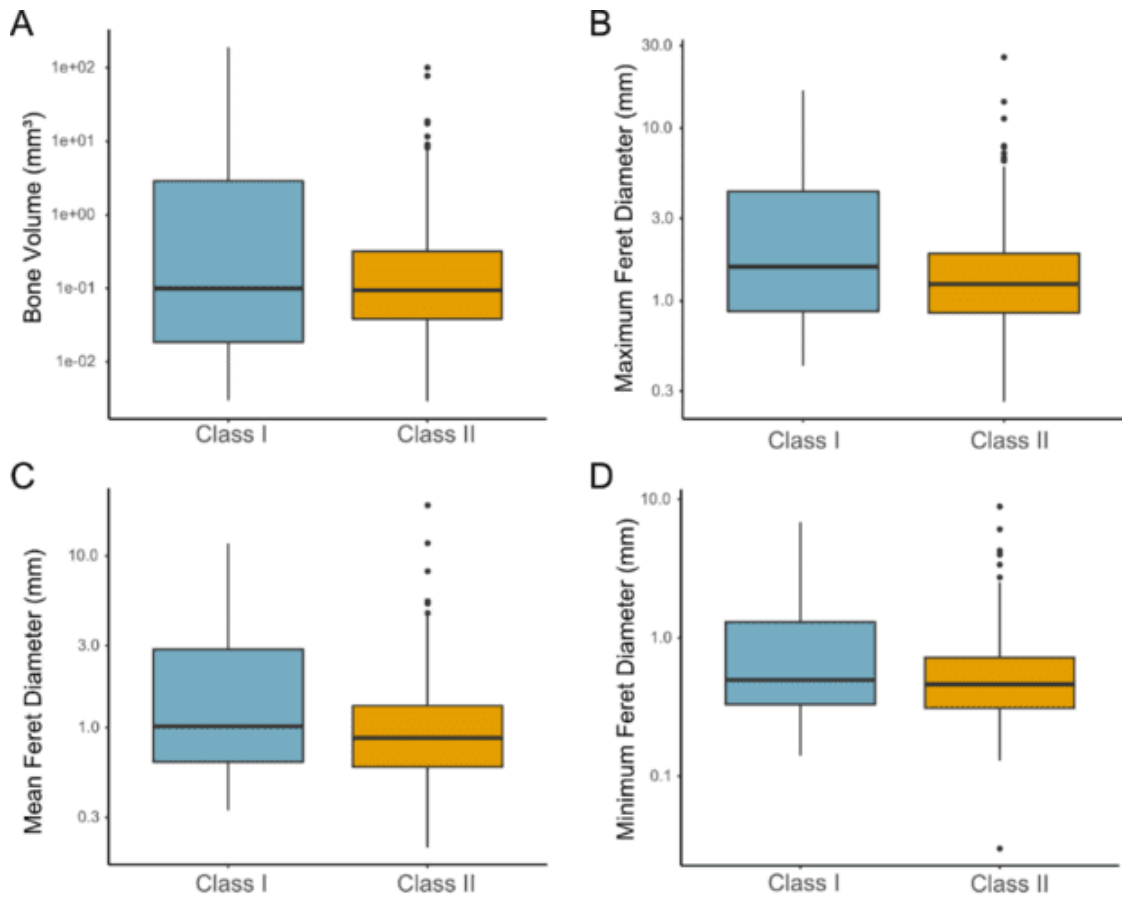 A
Bone Volume (mm³)
1e+02
1e+01
1e+00
1e-01
1e-02
Class I
Class II
B
Maximum Feret Diameter (mm)
30.0
10.0
3.0
1.0
0.3
Class I
Class II
C
Mean Feret Diameter (mm)
10.0
3.0
1.0
0.3
Class I
Class II
D
Minimum Feret Diameter (mm)
10.0
1.0
0.1
Class I
Class II